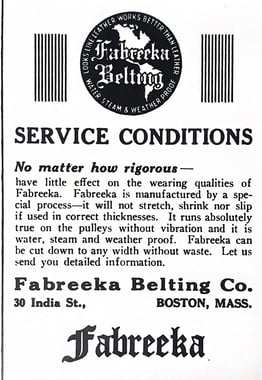 LOOKS LIKE LEATHER WORKS BETTER THAN LEATHER
Fabreeka
Belting
WATER-STEAM & WEATHER PROOF
SERVICE CONDITIONS
No matter how rigorous—
have little effect on the wearing qualities of
Fabreeka. Fabreeka is manufactured by a spe-
cial process—it will not stretch, shrink nor slip
if used in correct thicknesses. It runs absolutely
true on the pulleys without vibration and it is
water, steam and weather proof. Fabreeka can
be cut down to any width without waste. Let us
send you detailed information.
Fabreeka Belting Co.
30 India St., BOSTON, MASS.
Fabreeka